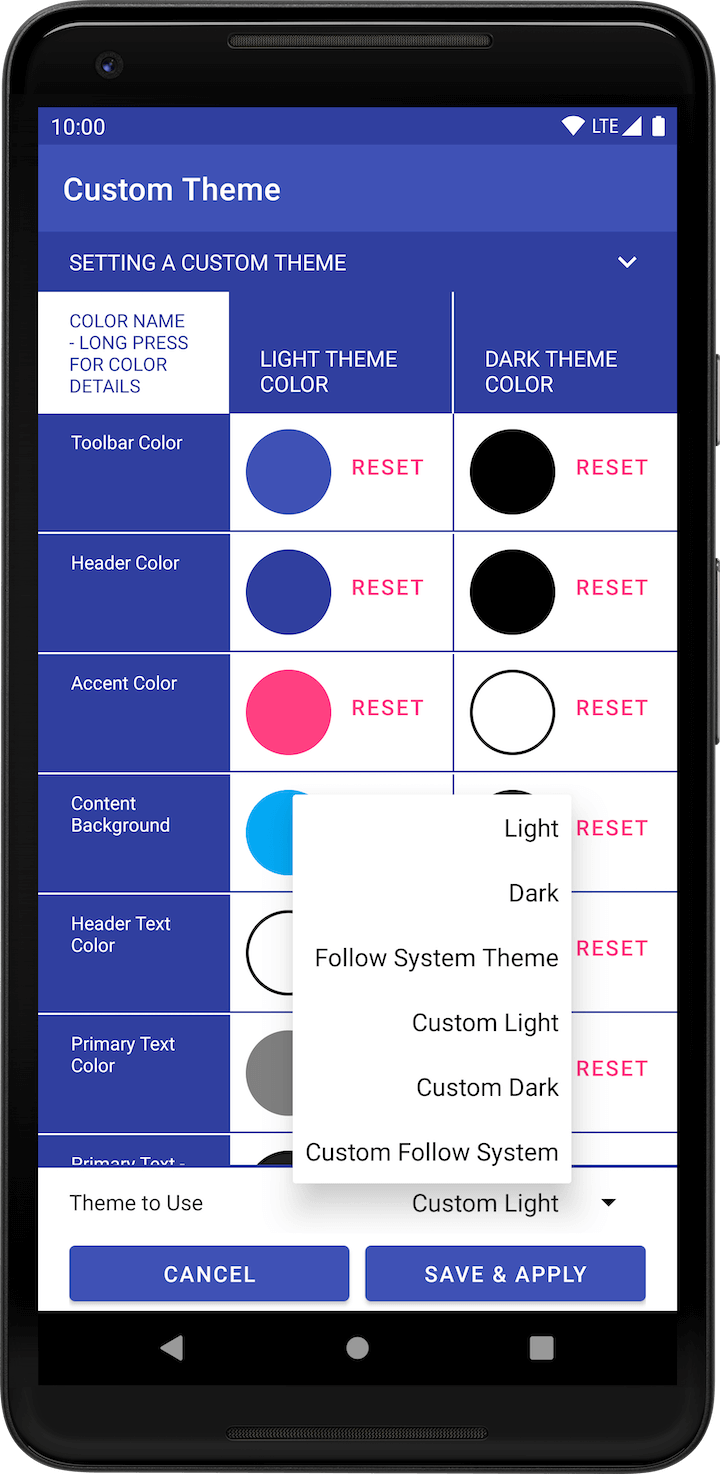 10:00
LTE
Custom Theme
SETTING A CUSTOM THEME
COLOR NAME
- LONG PRESS
FOR COLOR
DETAILS
LIGHT THEME
COLOR
DARK THEME
COLOR
Toolbar Color
RESET
RESET
Header Color
RESET
RESET
Accent Color
RESET
RESET
Content
Background
RESET
Header Text
Color
RESET
Primary Text
Color
RESET
Primary Text -
Light
Dark
Follow System Theme
Custom Light
Custom Dark
Custom Follow System
Theme to Use
Custom Light
CANCEL
SAVE & APPLY